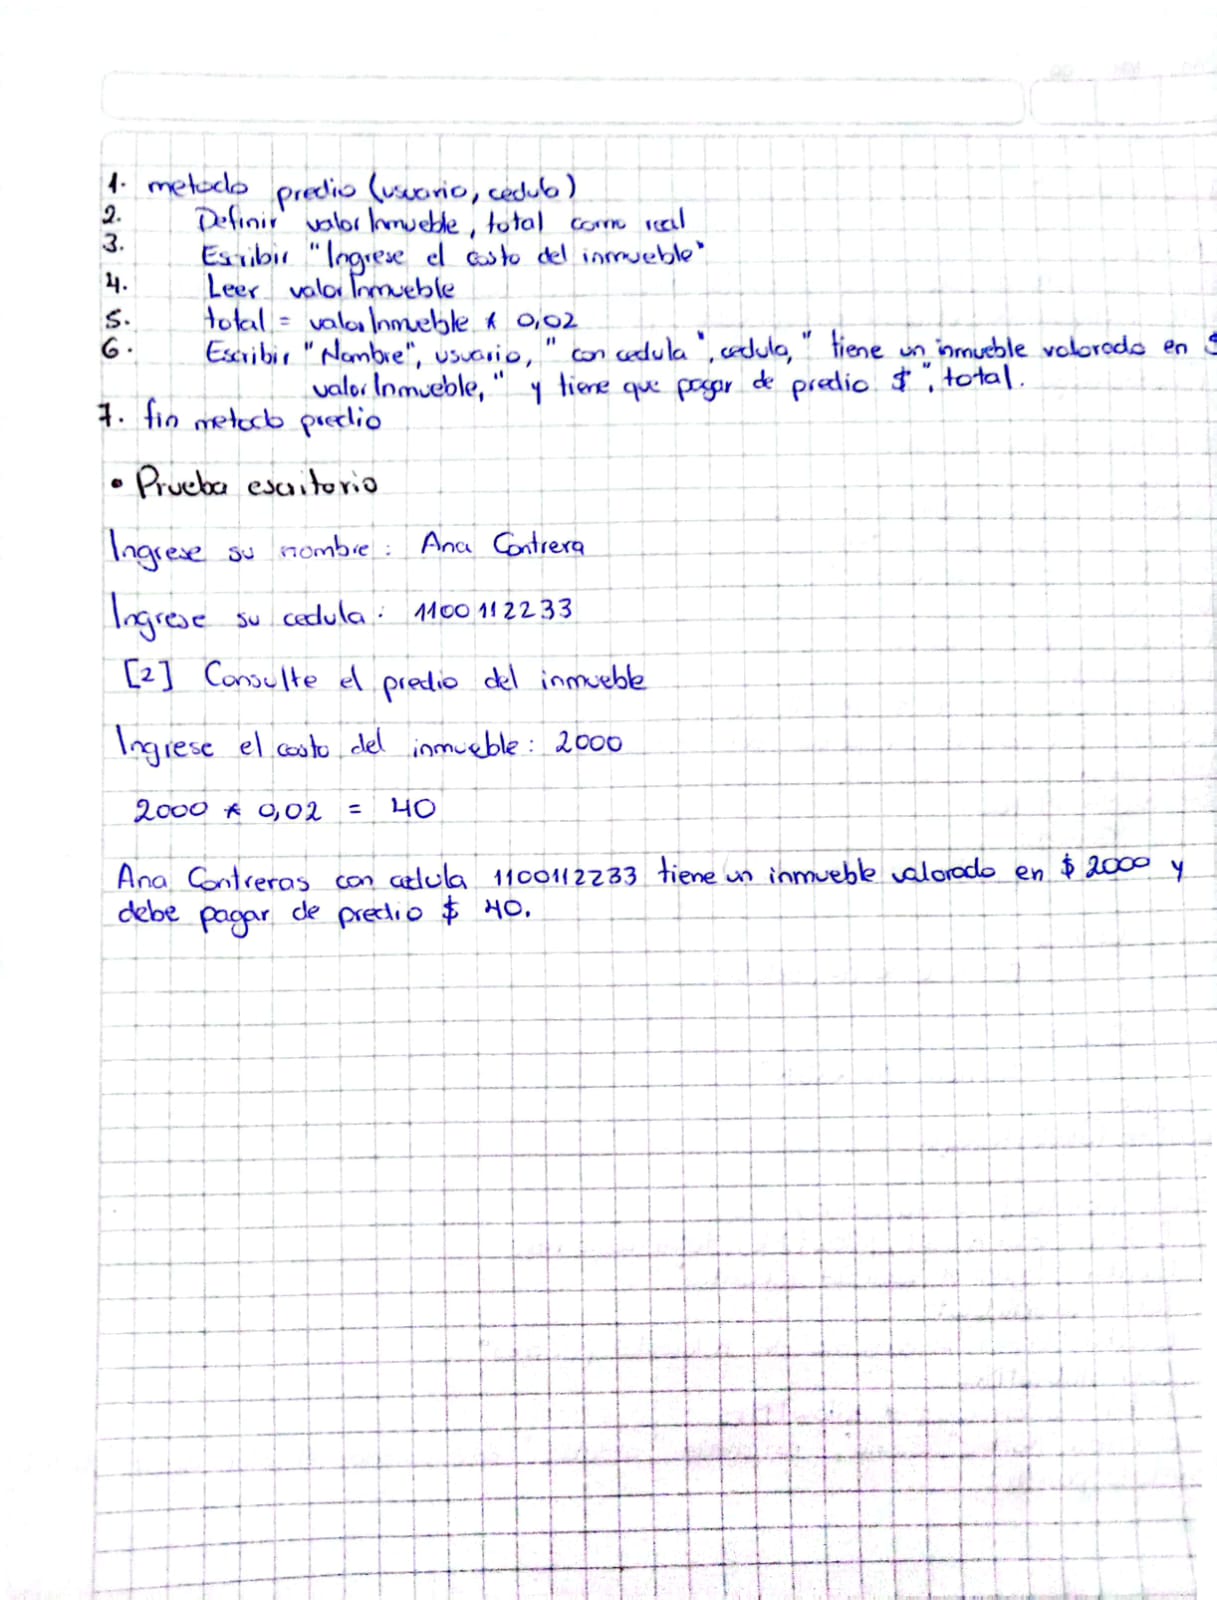 1. metodo predio (usuario, cedula)
2. Definir valorInmueble, total como real
3. Escribir "Ingrese el costo del inmueble"
4. Leer valorInmueble
5. total = valorInmueble * 0,02
6. Escribir "Nombre", usuario, " con cedula ", cedula, " tiene un inmueble valorado en $
valorInmueble, " y tiene que pagar de predio $ ", total.
7. fin metodo predio
• Prueba escritorio
Ingrese su nombre : Ana Contrera
Ingrese su cedula : 1100112233
[2] Consulte el predio del inmueble
Ingrese el costo del inmueble : 2000
2000 * 0,02 = 40
Ana Contreras con cedula 1100112233 tiene un inmueble valorado en $ 2000 y
debe pagar de predio $ 40.